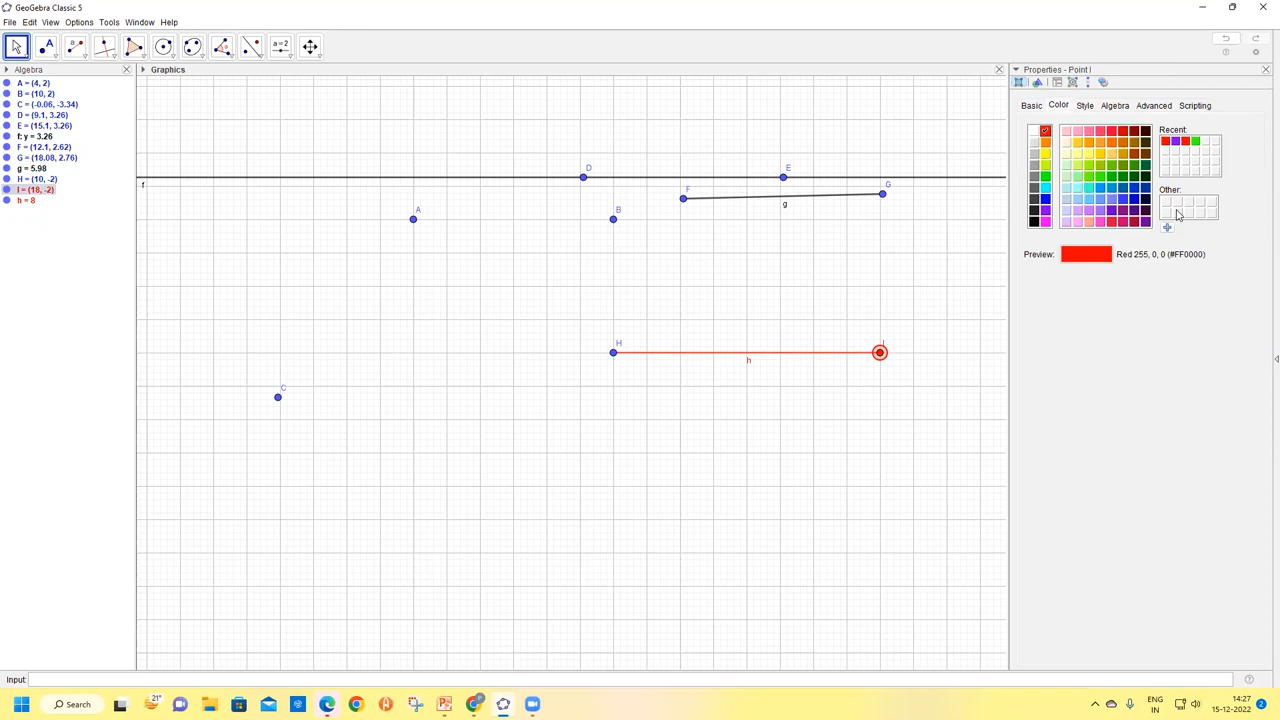 GeoGebra Classic 5
File Edit View Options Tools Window Help
A a=2
Algebra
Graphics
Properties - Point I
A = (4, 2)
B = (10, 2)
C = (-0.06, -3.34)
D = (9.1, 3.26)
E = (15.1, 3.26)
f: y = 3.26
F = (12.1, 2.62)
G = (18.08, 2.76)
g = 5.98
H = (10, -2)
I = (18, -2)
h = 8
Basic Color Style Algebra Advanced Scripting
Recent:
Other:
Preview: Red 255, 0, 0 (#FF0000)
D E
f
F G
g
A B
H I
h
C
Input:
Search
21°
ENG
IN
14:27
15-12-2022
2